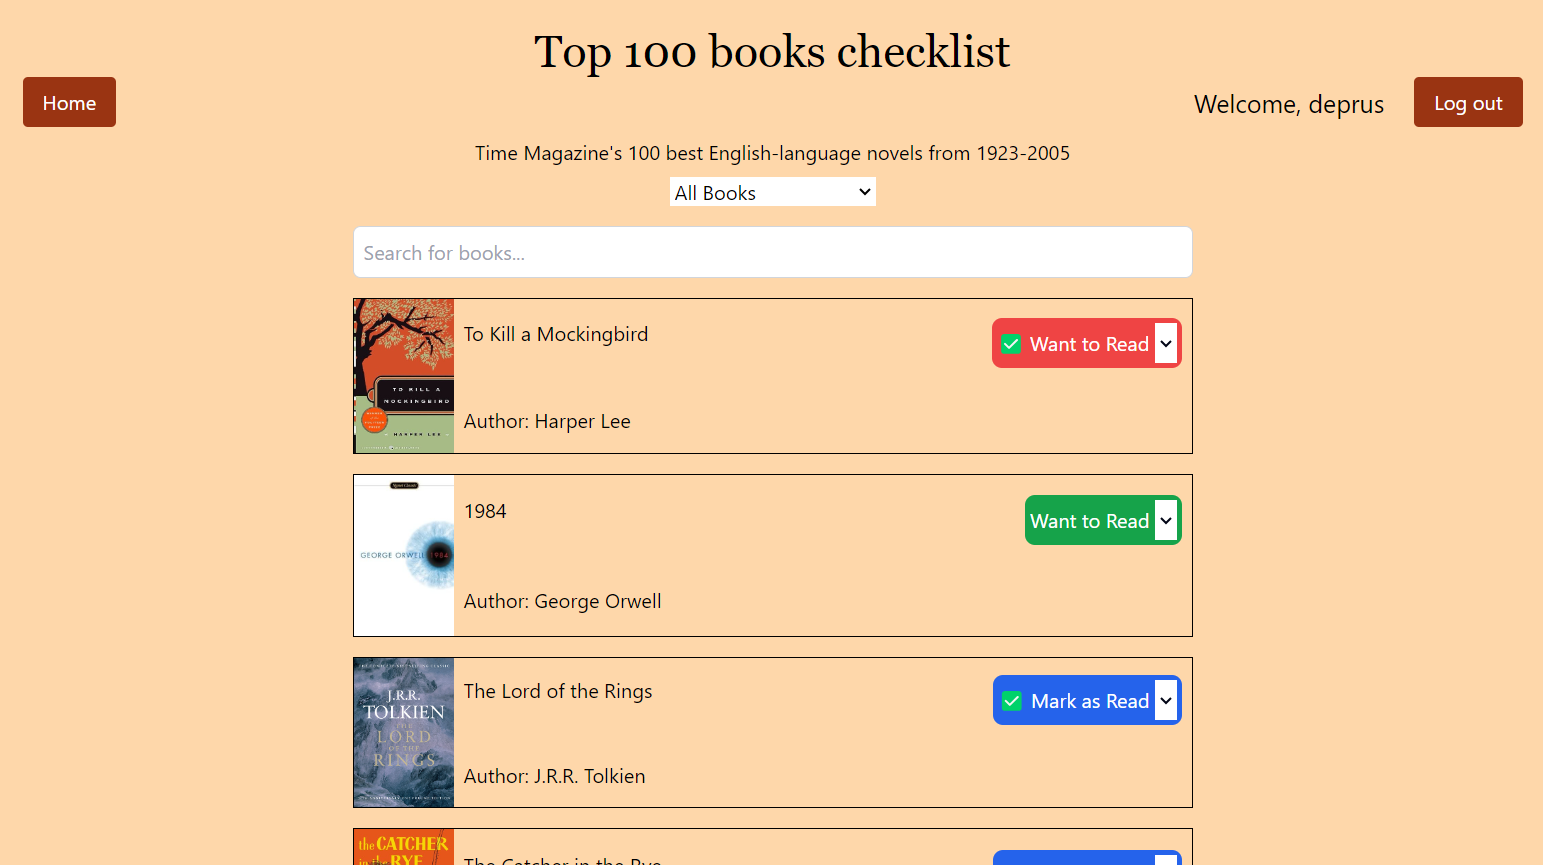 Top 100 books checklist
Home
Welcome, deprus
Log out
Time Magazine's 100 best English-language novels from 1923-2005
All Books
Search for books...
To Kill a Mockingbird
Want to Read
TO KILL A
MOCKINGBIRD
HARPER LEE
Author: Harper Lee
1984
Want to Read
GEORGE ORWELL 1984
Author: George Orwell
The Lord of the Rings
Mark as Read
J.R.R.
TOLKIEN
THE
LORD
OF THE
RINGS
Author: J.R.R. Tolkien
the CATCHER
in the RYE
The Catcher in the Rye